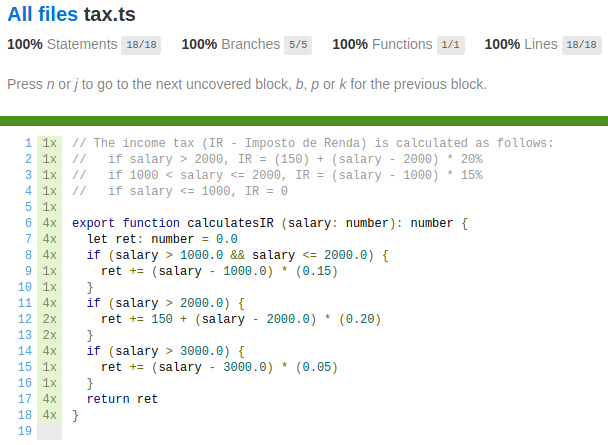 All files tax.ts
100% Statements 18/18 100% Branches 5/5 100% Functions 1/1 100% Lines 18/18
Press n or j to go to the next uncovered block, b, p or k for the previous block.
1 1x // The income tax (IR - Imposto de Renda) is calculated as follows:
2 1x //   if salary > 2000, IR = (150) + (salary - 2000) * 20%
3 1x //   if 1000 < salary <= 2000, IR = (salary - 1000) * 15%
4 1x //   if salary <= 1000, IR = 0
5 1x
6 4x export function calculatesIR (salary: number): number {
7 4x   let ret: number = 0.0
8 4x   if (salary > 1000.0 && salary <= 2000.0) {
9 1x     ret += (salary - 1000.0) * (0.15)
10 1x   }
11 4x   if (salary > 2000.0) {
12 2x     ret += 150 + (salary - 2000.0) * (0.20)
13 2x   }
14 4x   if (salary > 3000.0) {
15 1x     ret += (salary - 3000.0) * (0.05)
16 1x   }
17 4x   return ret
18 4x }
19